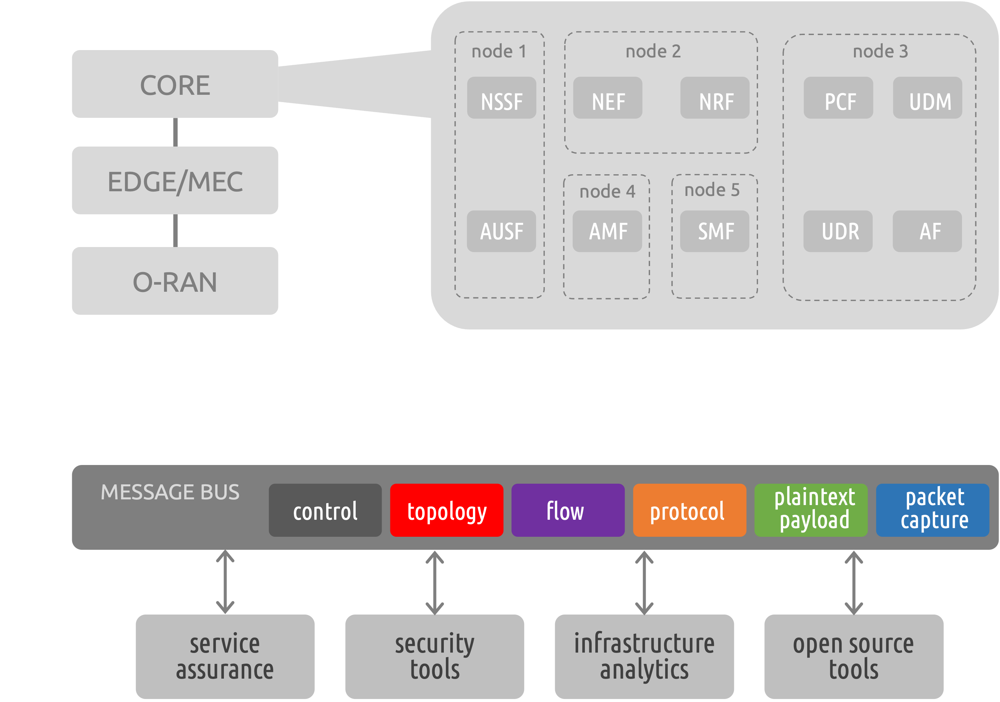 CORE
EDGE/MEC
O-RAN
node 1
NSSF
AUSF
node 2
NEF
NRF
node 3
PCF
UDM
UDR
AF
node 4
AMF
node 5
SMF
MESSAGE BUS
control
topology
flow
protocol
plaintext
payload
packet
capture
service
assurance
security
tools
infrastructure
analytics
open source
tools